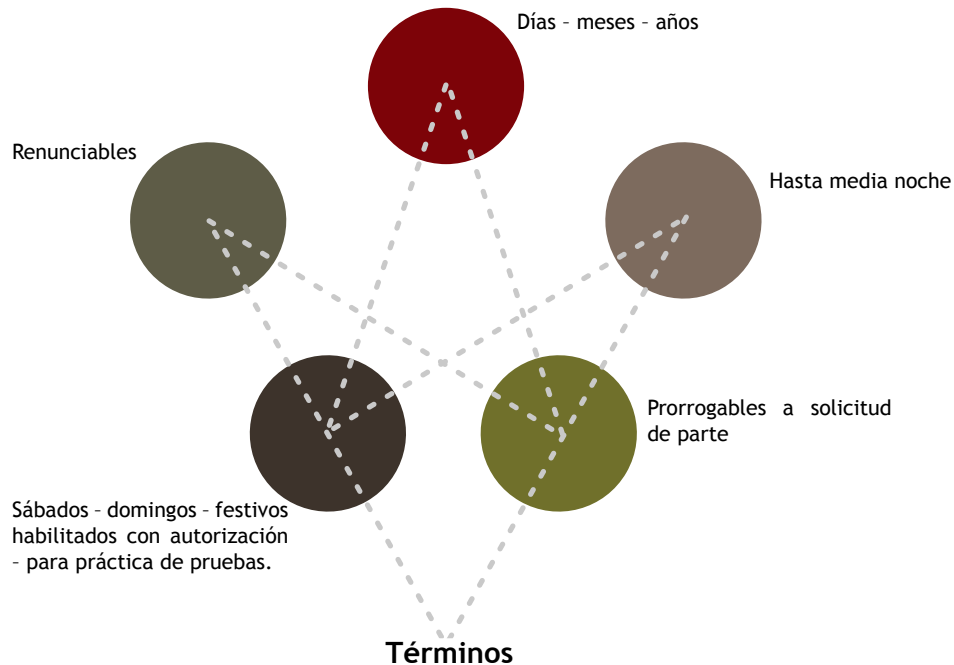 Días – meses – años
Renunciables
Hasta media noche
Prorrogables a solicitud
de parte
Sábados – domingos – festivos
habilitados con autorización
– para práctica de pruebas.
Términos